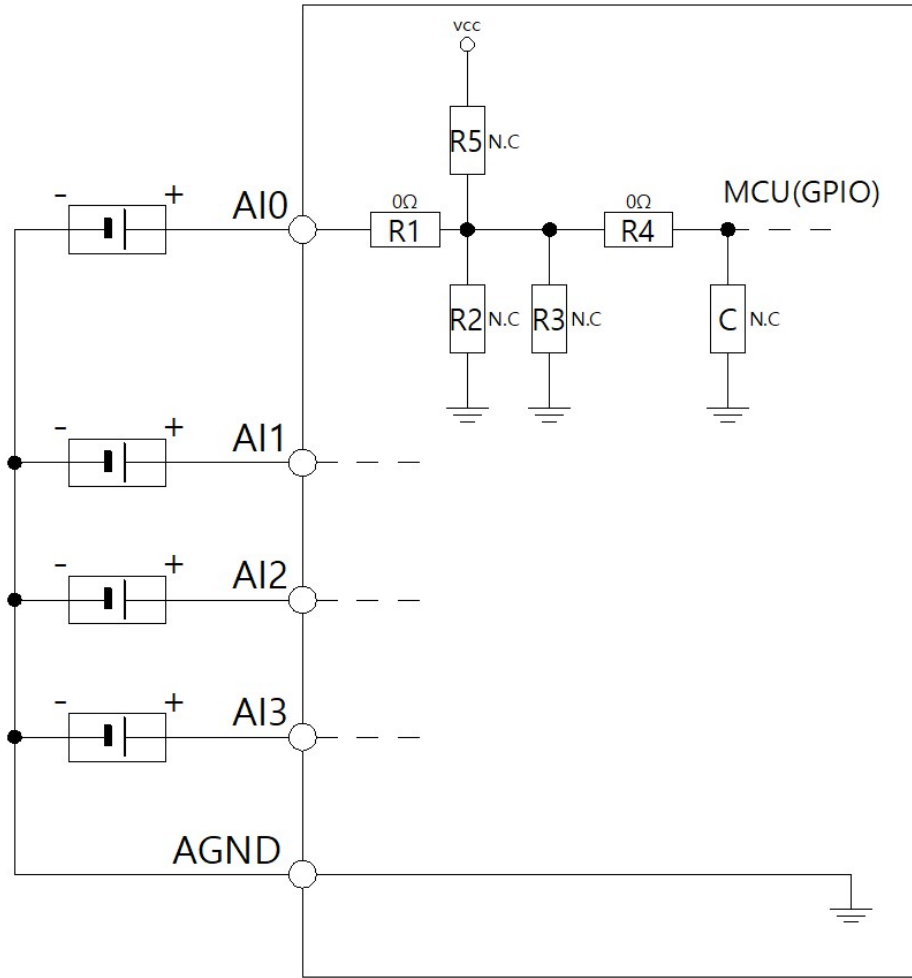 vcc
R5 N.C
- + AI0
0Ω
R1
0Ω
R4
MCU(GPIO)
R2 N.C
R3 N.C
C N.C
- + AI1
- + AI2
- + AI3
AGND